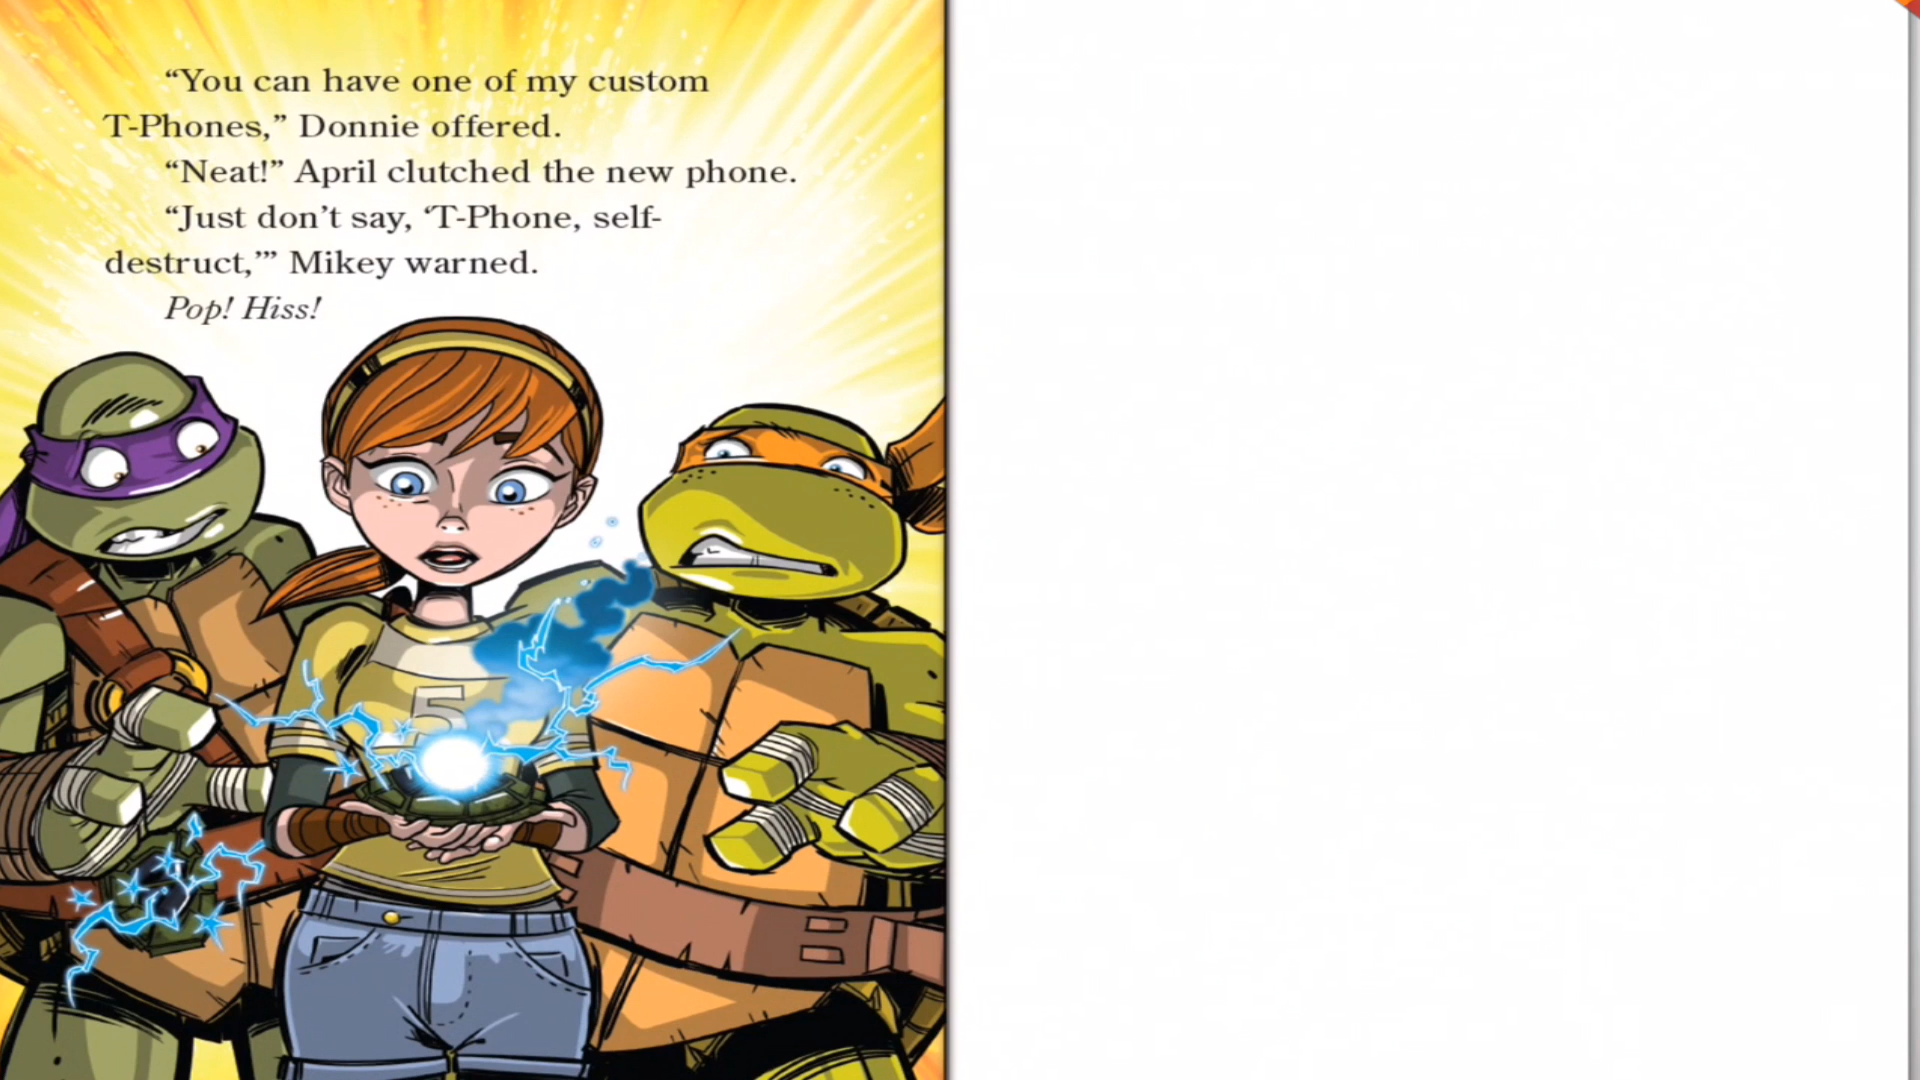 “You can have one of my custom
T-Phones,” Donnie offered.
“Neat!” April clutched the new phone.
“Just don’t say, ‘T-Phone, self-
destruct,’” Mikey warned.
Pop! Hiss!
5